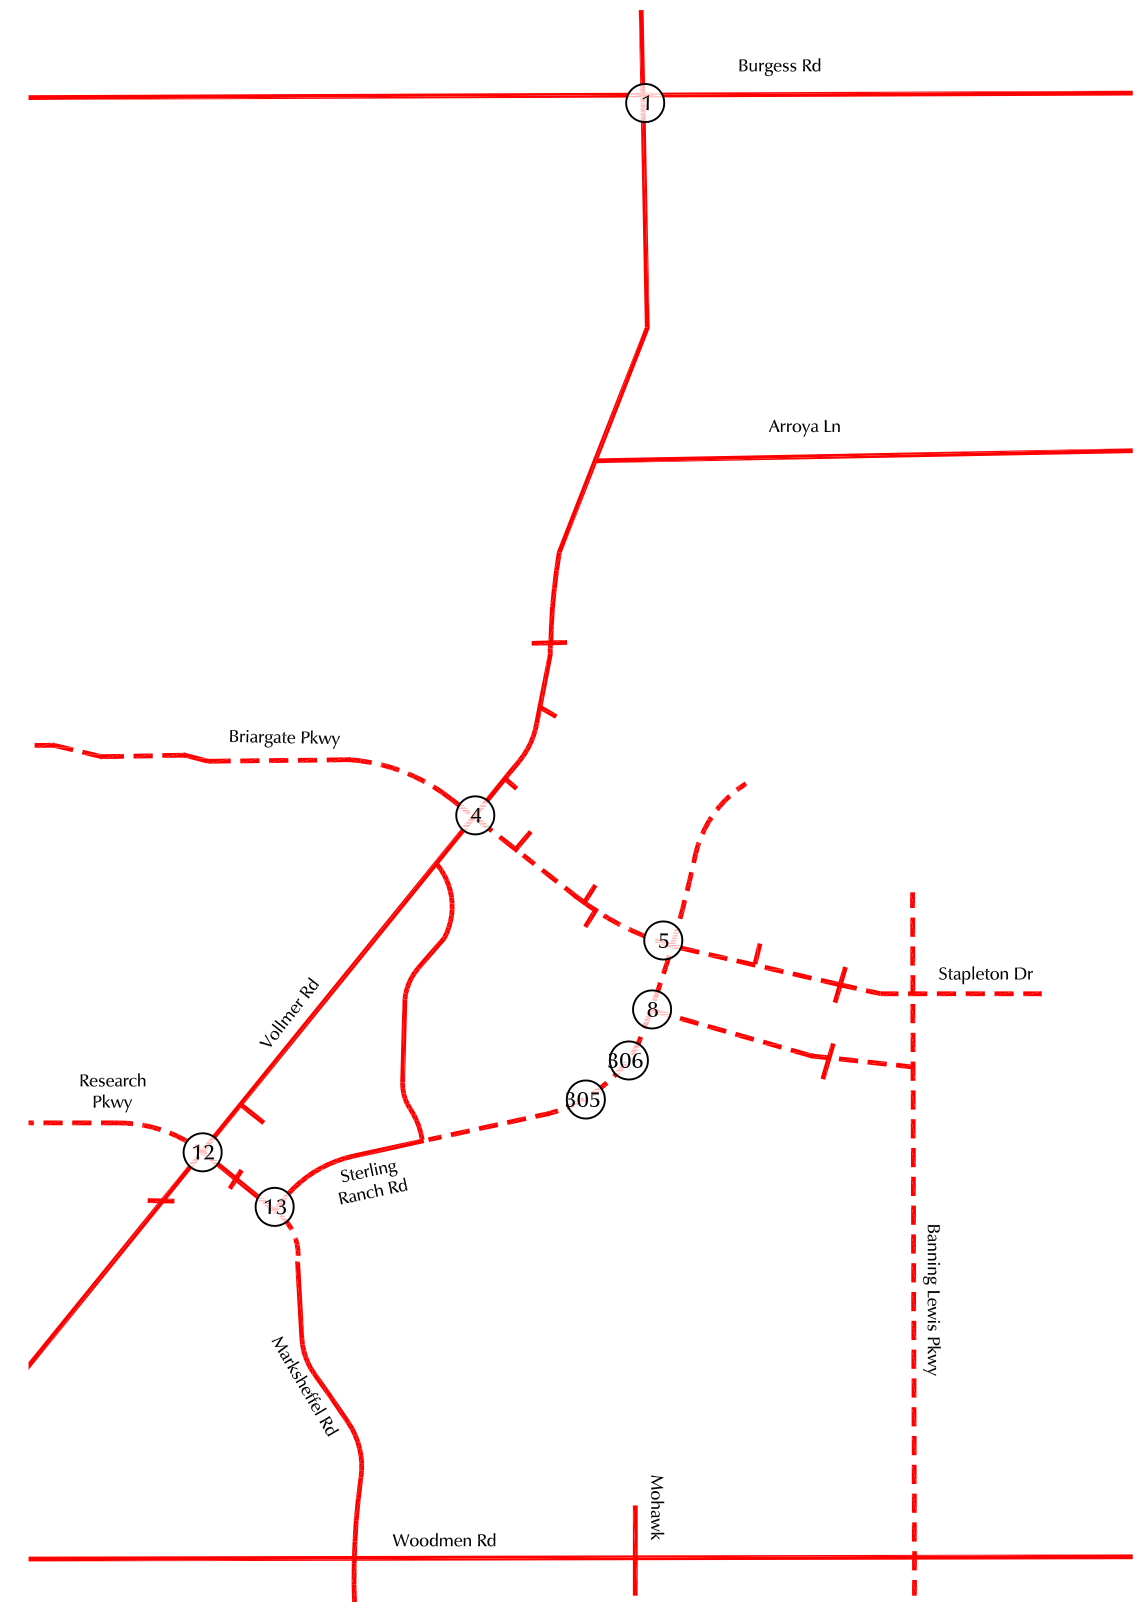 Burgess Rd
1
Arroya Ln
Briargate Pkwy
4
5
Stapleton Dr
Vollmer Rd
8
306
Research
Pkwy
305
12
Sterling
Ranch Rd
13
Banning Lewis Pkwy
Marksheffel Rd
Mohawk
Woodmen Rd